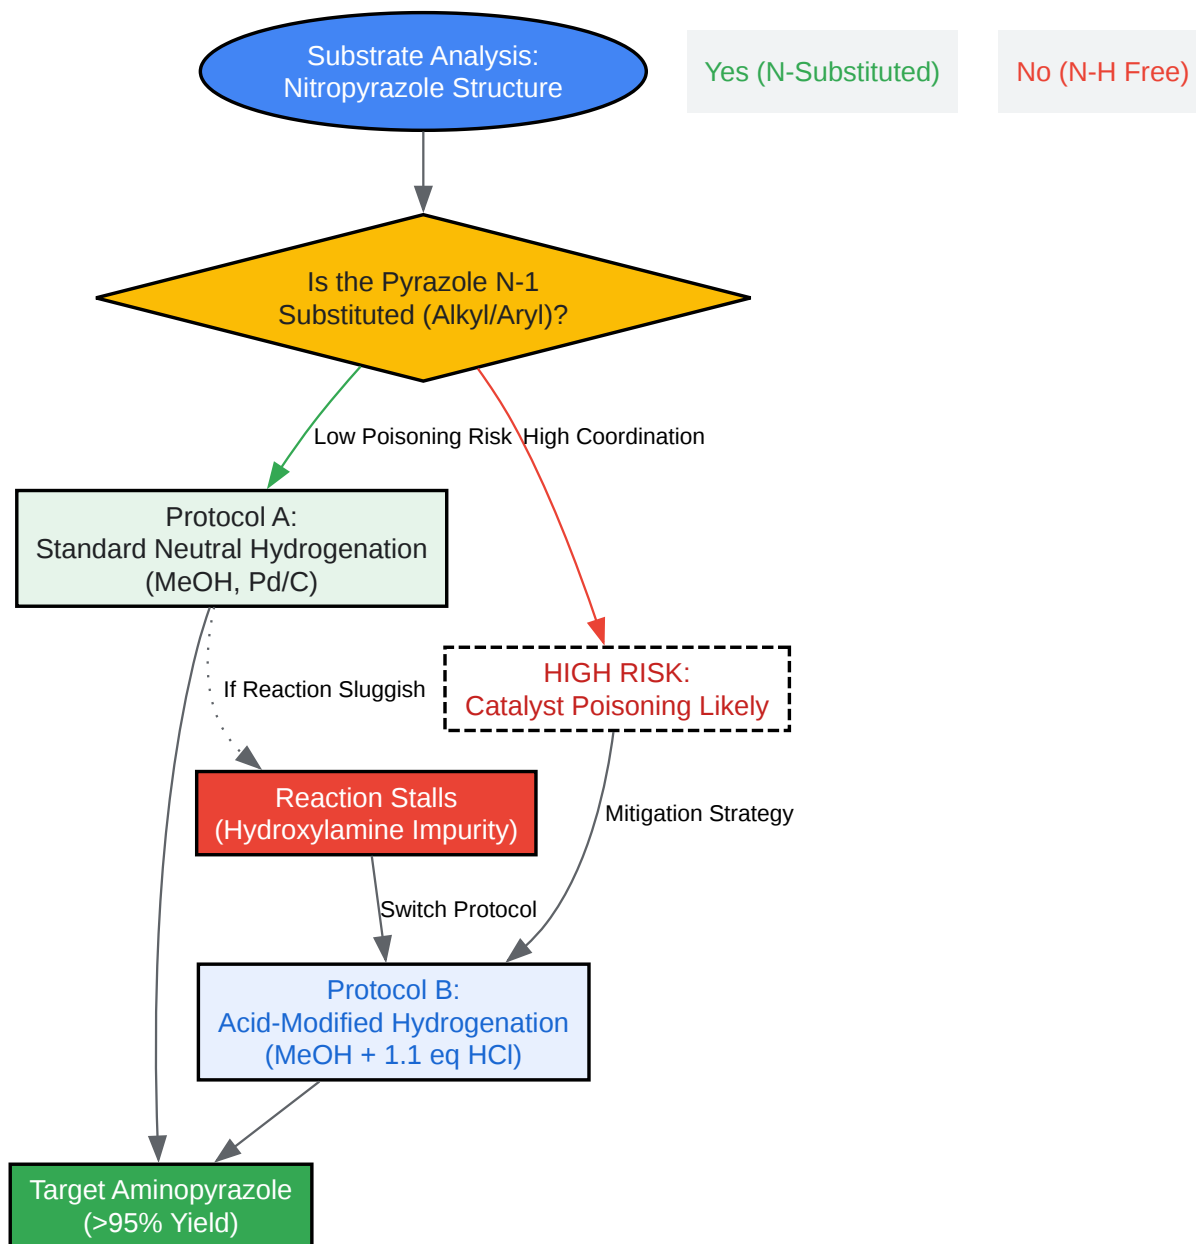 Substrate Analysis:
Nitropyrazole Structure
Yes (N-Substituted)
No (N-H Free)
Is the Pyrazole N-1
Substituted (Alkyl/Aryl)?
Low Poisoning Risk
High Coordination
Protocol A:
Standard Neutral Hydrogenation
(MeOH, Pd/C)
HIGH RISK:
Catalyst Poisoning Likely
If Reaction Sluggish
Reaction Stalls
(Hydroxylamine Impurity)
Mitigation Strategy
Switch Protocol
Protocol B:
Acid-Modified Hydrogenation
(MeOH + 1.1 eq HCl)
Target Aminopyrazole
(>95% Yield)